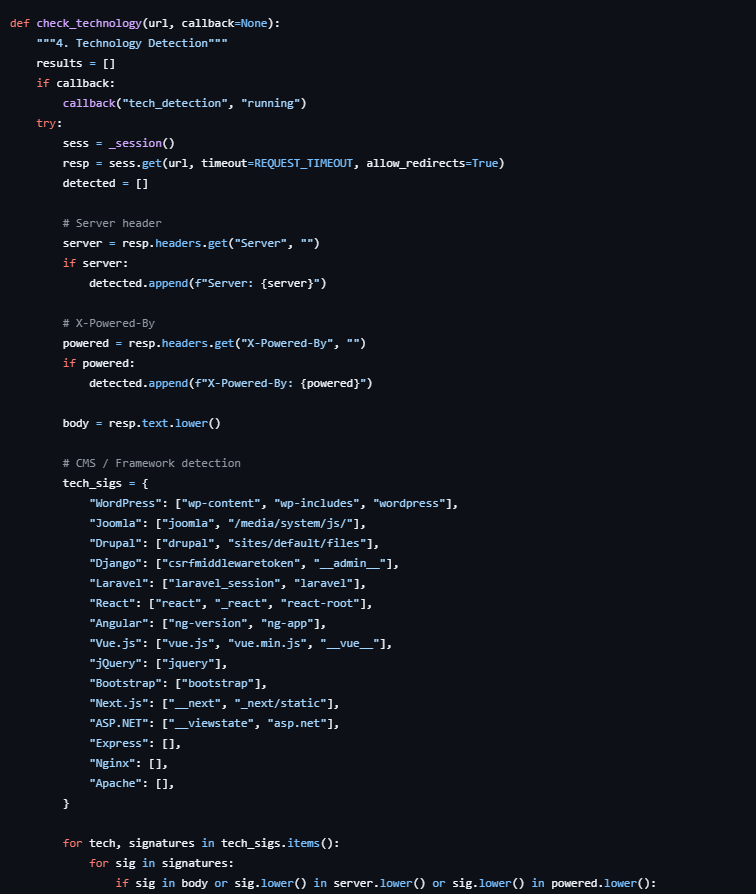 def check_technology(url, callback=None):
    """4. Technology Detection"""
    results = []
    if callback:
        callback("tech_detection", "running")
    try:
        sess = _session()
        resp = sess.get(url, timeout=REQUEST_TIMEOUT, allow_redirects=True)
        detected = []

        # Server header
        server = resp.headers.get("Server", "")
        if server:
            detected.append(f"Server: {server}")

        # X-Powered-By
        powered = resp.headers.get("X-Powered-By", "")
        if powered:
            detected.append(f"X-Powered-By: {powered}")

        body = resp.text.lower()

        # CMS / Framework detection
        tech_sigs = {
            "WordPress": ["wp-content", "wp-includes", "wordpress"],
            "Joomla": ["joomla", "/media/system/js/"],
            "Drupal": ["drupal", "sites/default/files"],
            "Django": ["csrfmiddlewaretoken", "__admin__"],
            "Laravel": ["laravel_session", "laravel"],
            "React": ["react", "_react", "react-root"],
            "Angular": ["ng-version", "ng-app"],
            "Vue.js": ["vue.js", "vue.min.js", "__vue__"],
            "jQuery": ["jquery"],
            "Bootstrap": ["bootstrap"],
            "Next.js": ["__next", "_next/static"],
            "ASP.NET": ["__viewstate", "asp.net"],
            "Express": [],
            "Nginx": [],
            "Apache": [],
        }

        for tech, signatures in tech_sigs.items():
            for sig in signatures:
                if sig in body or sig.lower() in server.lower() or sig.lower() in powered.lower():